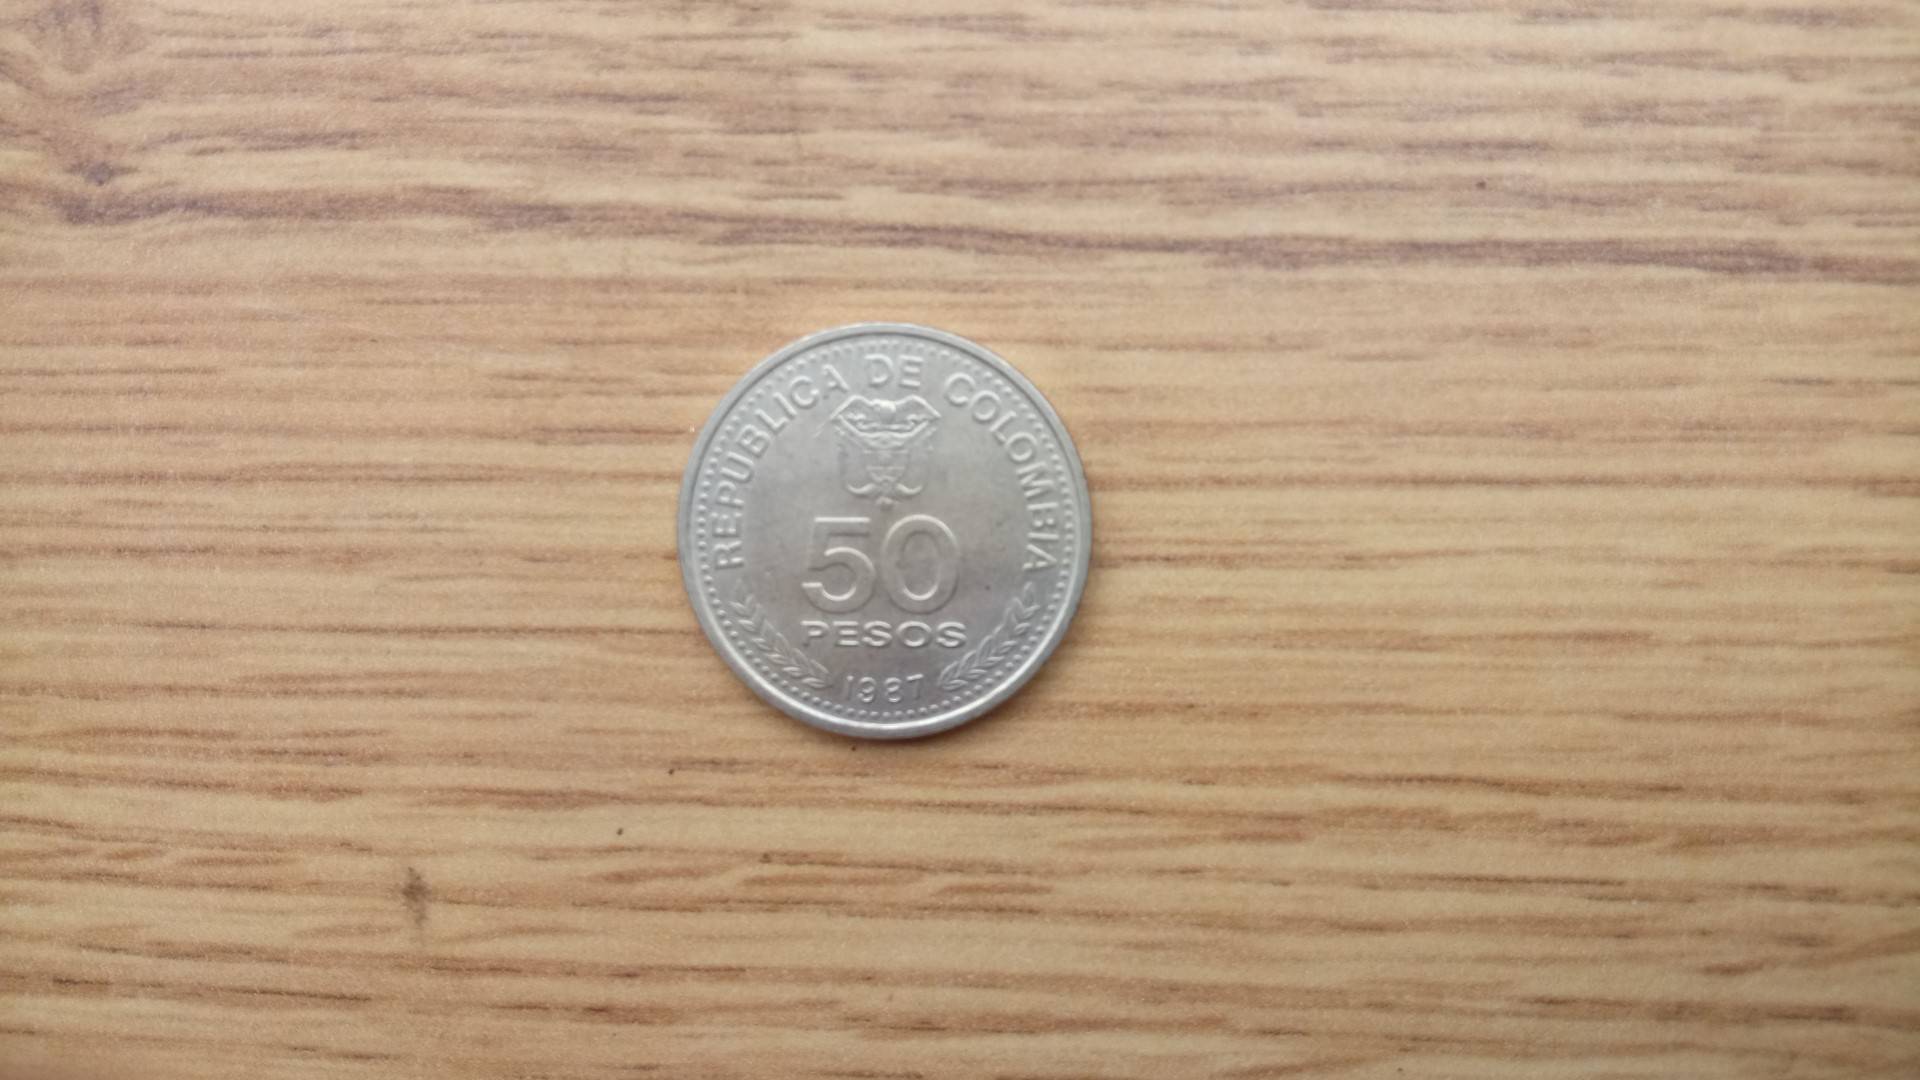 REPUBLICA DE COLOMBIA
50
PESOS
1987